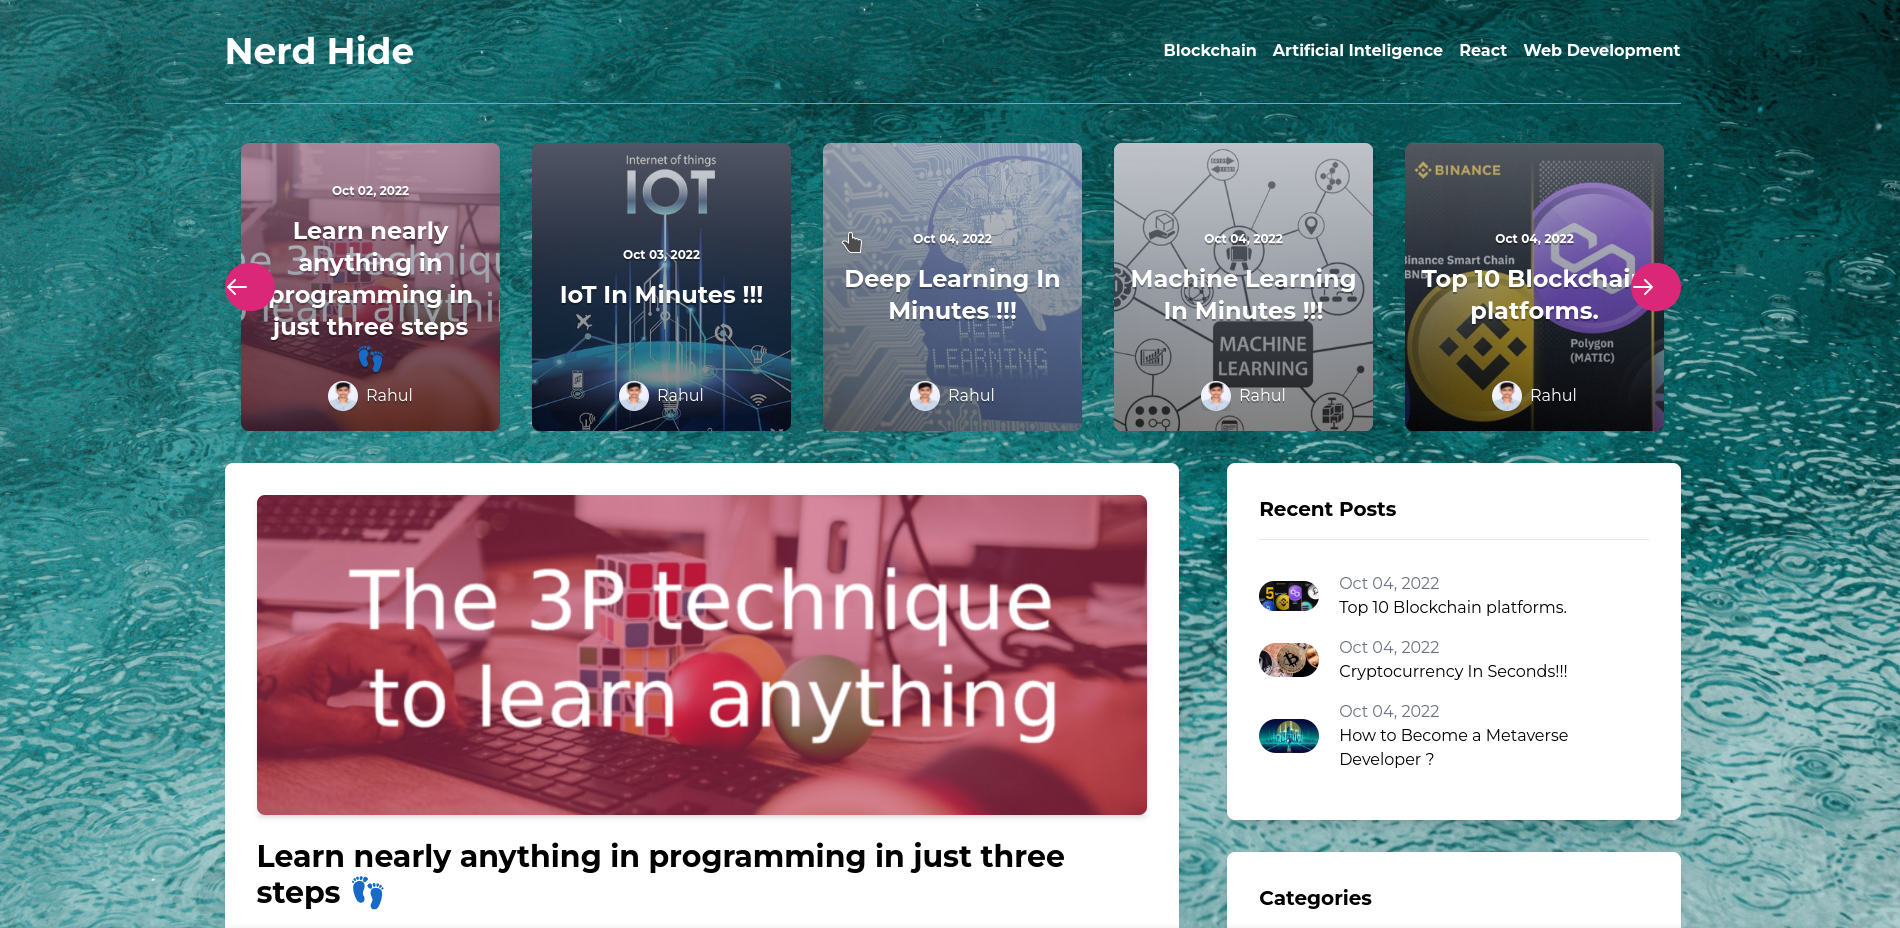 Nerd Hide
Blockchain Artificial Inteligence React Web Development
Oct 02, 2022
Learn nearly
anything in
programming in
just three steps
👣
Rahul
Internet of things
IOT
Oct 03, 2022
IoT In Minutes !!!
Rahul
Oct 04, 2022
Deep Learning In
Minutes !!!
DEEP
LEARNING
Rahul
Oct 04, 2022
Machine Learning
In Minutes !!!
MACHINE
LEARNING
Rahul
BINANCE
Oct 04, 2022
Binance Smart Chain
Top 10 Blockchain
platforms.
Polygon
(MATIC)
Rahul
The 3P technique
to learn anything
Learn nearly anything in programming in just three
steps 👣
Recent Posts
Oct 04, 2022
Top 10 Blockchain platforms.
Oct 04, 2022
Cryptocurrency In Seconds!!!
Oct 04, 2022
How to Become a Metaverse
Developer ?
Categories